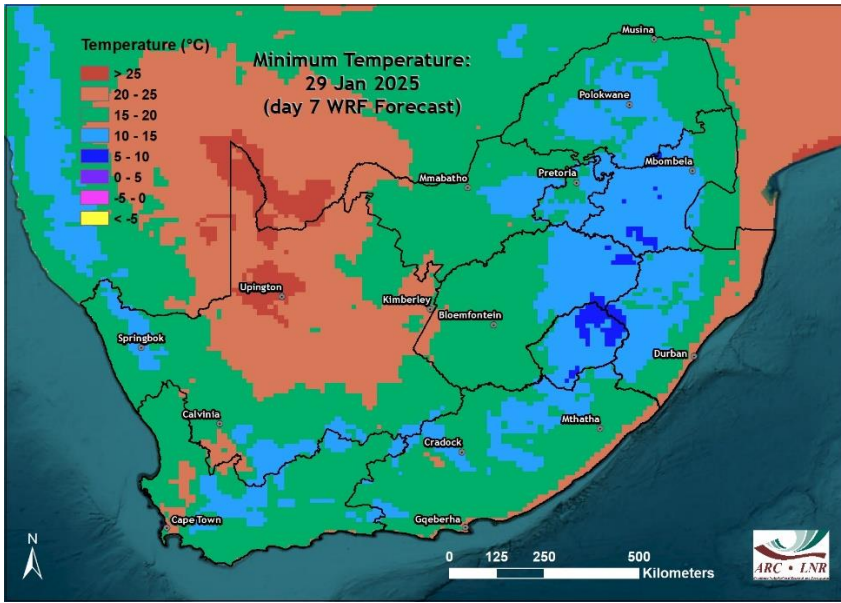 Temperature (°C)
> 25
20 - 25
15 - 20
10 - 15
5 - 10
0 - 5
-5 - 0
< -5
Minimum Temperature:
29 Jan 2025
(day 7 WRF Forecast)
Musina
Polokwane
Mbombela
Pretoria
Mmabatho
Upington
Kimberley
Bloemfontein
Springbok
Durban
Calvinia
Mthatha
Cradock
Cape Town
Gqeberha
N
0 125 250 500
Kilometers
ARC • LNR